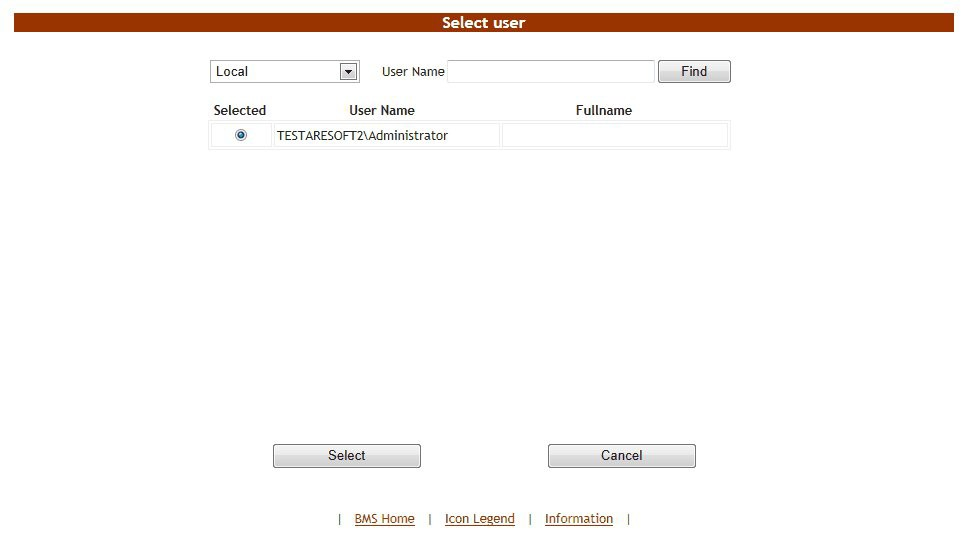 Select user
Local User Name Find
Selected User Name Fullname
TESTARESOFT2\Administrator
Select Cancel
| BMS Home | Icon Legend | Information |